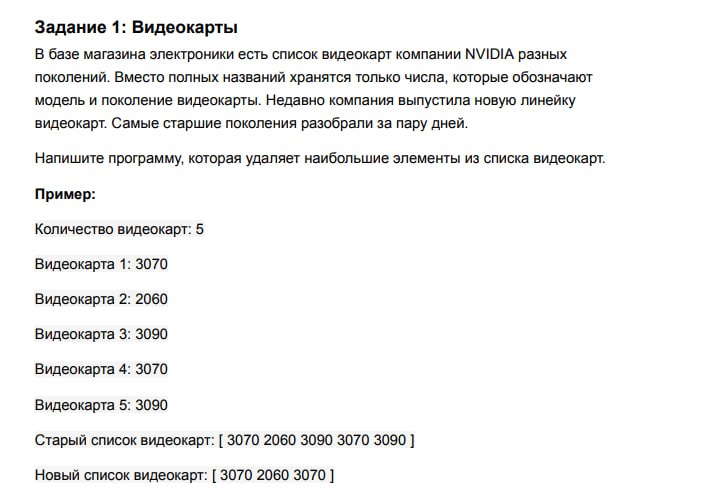 Задание 1: Видеокарты
В базе магазина электроники есть список видеокарт компании NVIDIA разных
поколений. Вместо полных названий хранятся только числа, которые обозначают
модель и поколение видеокарты. Недавно компания выпустила новую линейку
видеокарт. Самые старшие поколения разобрали за пару дней.
Напишите программу, которая удаляет наибольшие элементы из списка видеокарт.
Пример:
Количество видеокарт: 5
Видеокарта 1: 3070
Видеокарта 2: 2060
Видеокарта 3: 3090
Видеокарта 4: 3070
Видеокарта 5: 3090
Старый список видеокарт: [ 3070 2060 3090 3070 3090 ]
Новый список видеокарт: [ 3070 2060 3070 ]